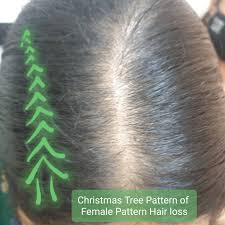 Christmas Tree Pattern of
Female Pattern Hair loss